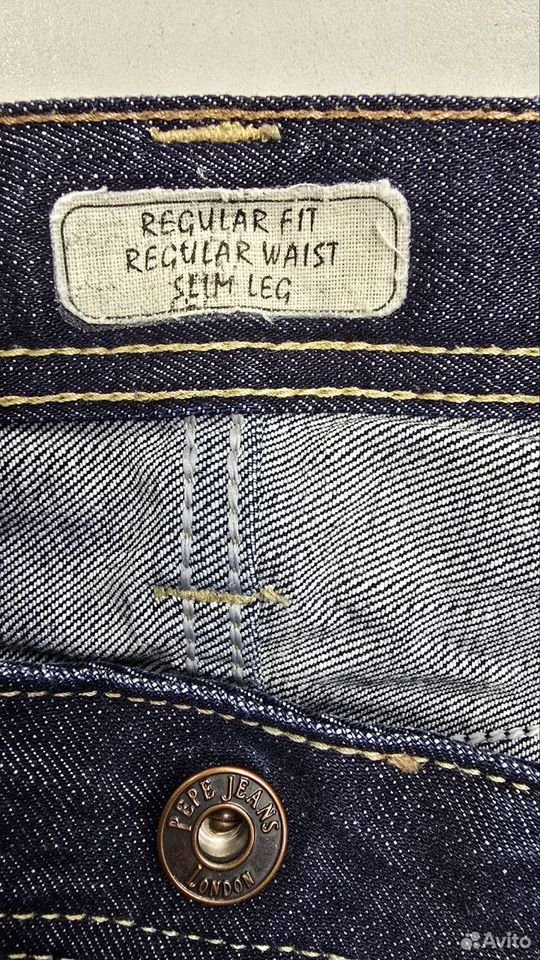 REGULAR FIT
REGULAR WAIST
SLIM LEG
PEPE JEANS
LONDON
Avito